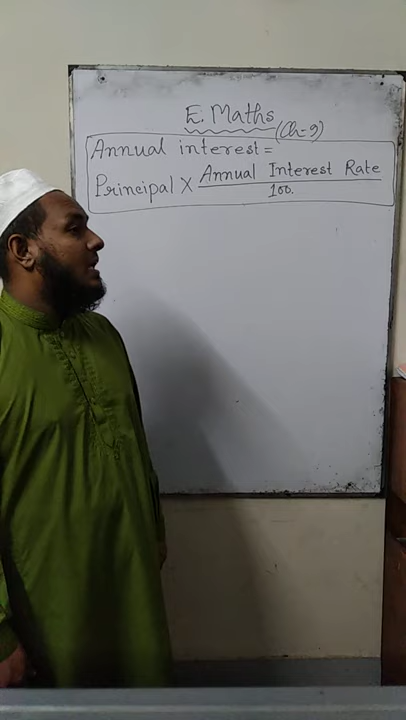 E. Maths
(Ch-9)
Annual interest =
Principal X Annual Interest Rate
100.